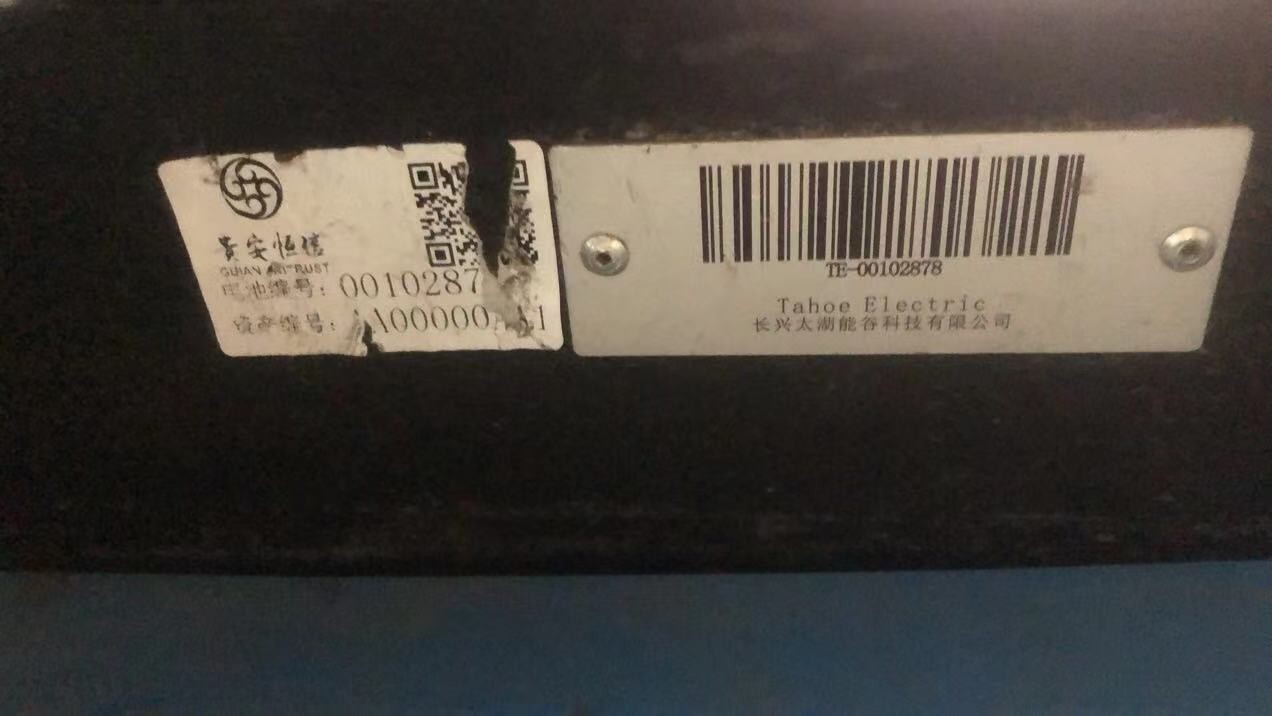 贵安恒信
GUIAN
电池编号: 0010287
资产编号:
TE-00102878
Tahoe Electric
长兴太湖能谷科技有限公司